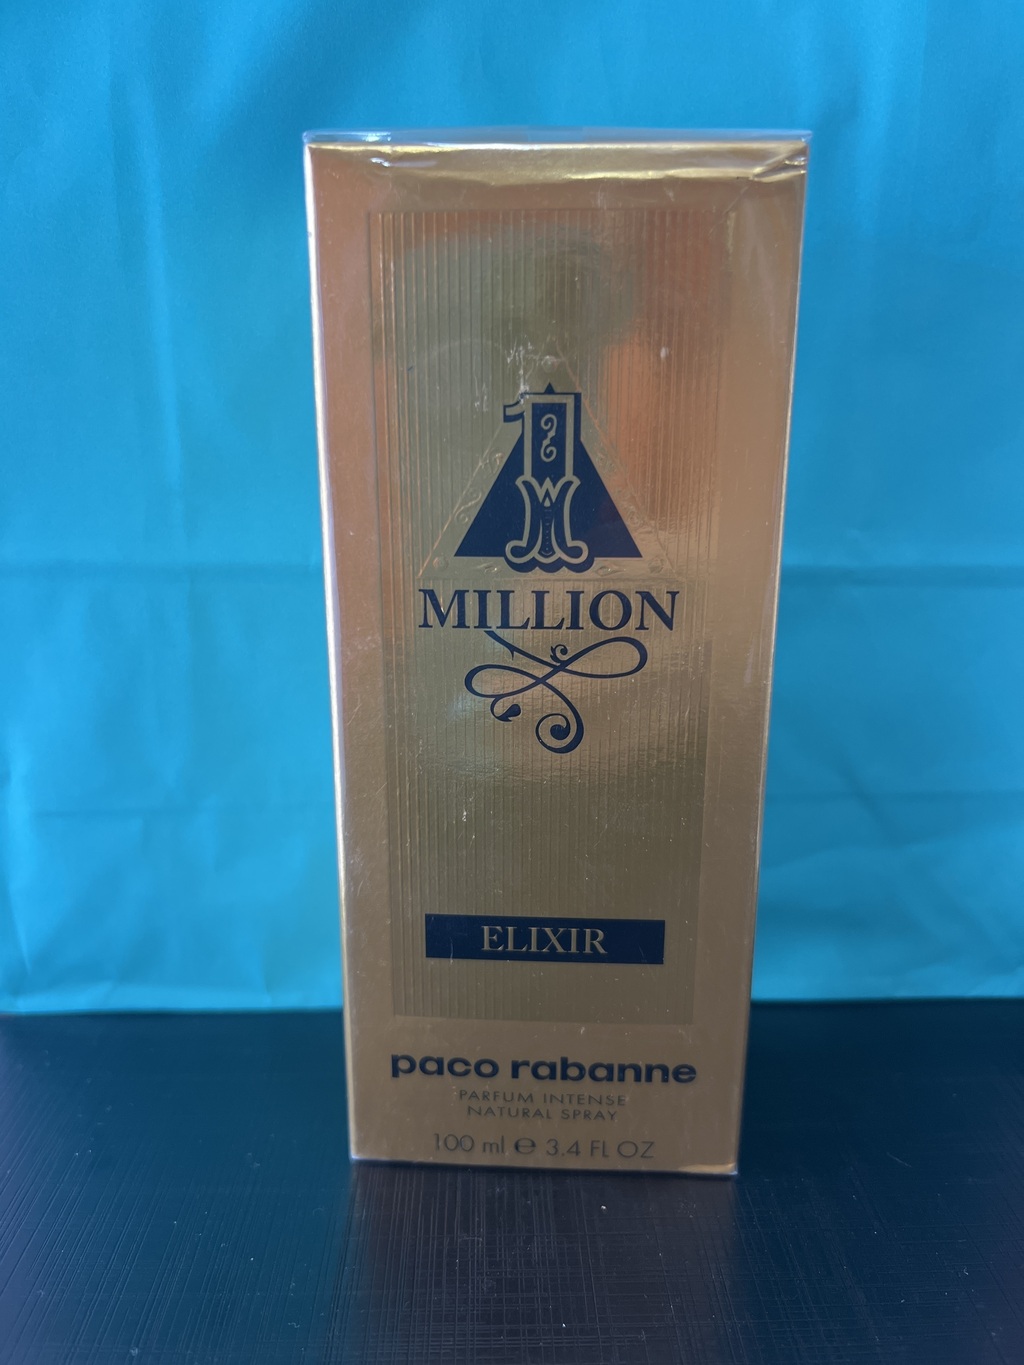 1
MILLION
ELIXIR
paco rabanne
PARFUM INTENSE
NATURAL SPRAY
100 ml ℮ 3.4 FL OZ